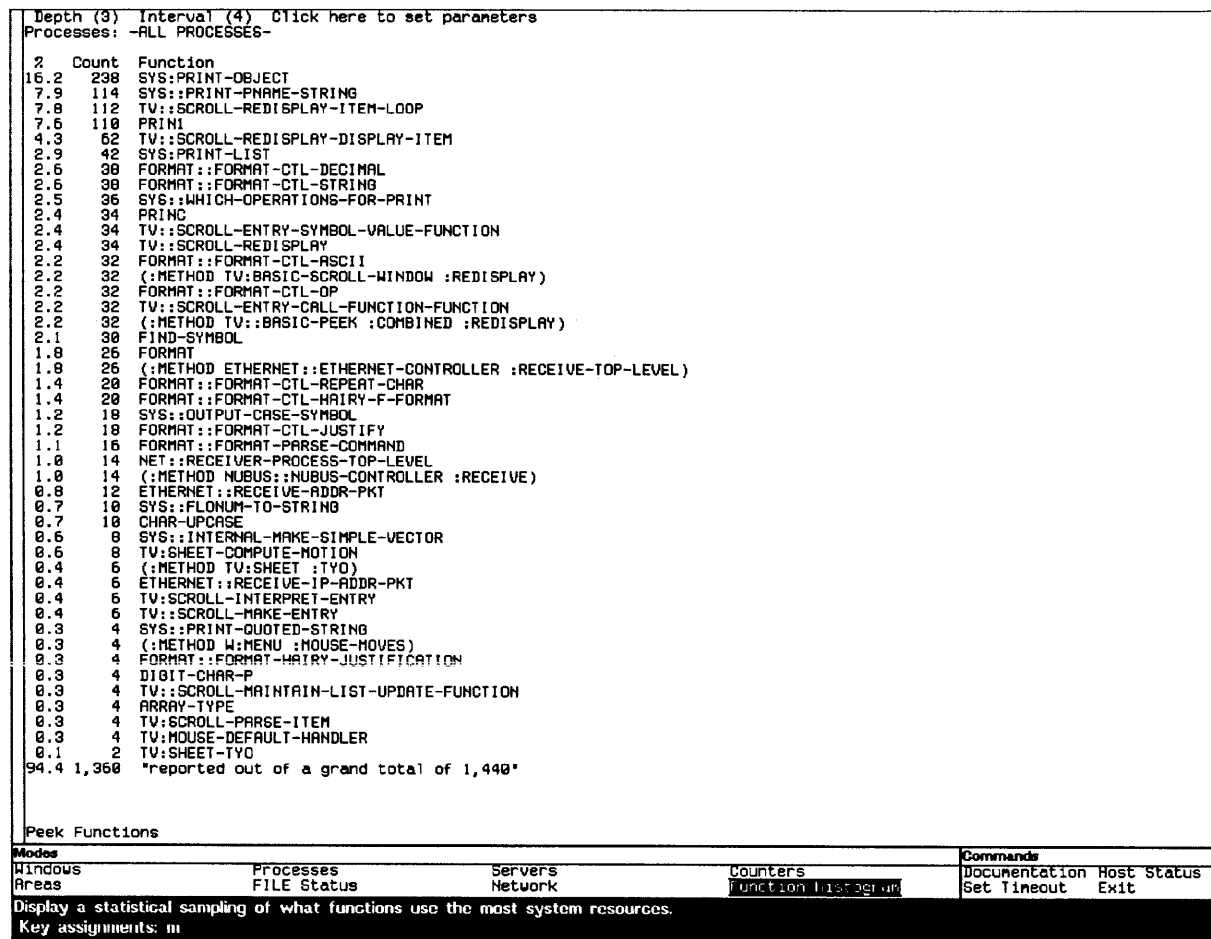 Depth (3) Interval (4) Click here to set parameters
Processes: -ALL PROCESSES-
% Count Function
16.2 238 SYS:PRINT-OBJECT
7.9 114 SYS::PRINT-PNAME-STRING
7.8 112 TV::SCROLL-REDISPLAY-ITEM-LOOP
7.6 110 PRIN1
4.3 62 TV::SCROLL-REDISPLAY-DISPLAY-ITEM
2.9 42 SYS:PRINT-LIST
2.6 38 FORMAT::FORMAT-CTL-DECIMAL
2.6 38 FORMAT::FORMAT-CTL-STRING
2.5 36 SYS::WHICH-OPERATIONS-FOR-PRINT
2.4 34 PRINC
2.4 34 TV::SCROLL-ENTRY-SYMBOL-VALUE-FUNCTION
2.4 34 TV::SCROLL-REDISPLAY
2.2 32 FORMAT::FORMAT-CTL-ASCII
2.2 32 (:METHOD TV:BASIC-SCROLL-WINDOW :REDISPLAY)
2.2 32 FORMAT::FORMAT-CTL-OP
2.2 32 TV::SCROLL-ENTRY-CALL-FUNCTION-FUNCTION
2.2 32 (:METHOD TV::BASIC-PEEK :COMBINED :REDISPLAY)
2.1 30 FIND-SYMBOL
1.8 26 FORMAT
1.8 26 (:METHOD ETHERNET::ETHERNET-CONTROLLER :RECEIVE-TOP-LEVEL)
1.4 20 FORMAT::FORMAT-CTL-REPEAT-CHAR
1.4 20 FORMAT::FORMAT-CTL-HAIRY-F-FORMAT
1.2 18 SYS::OUTPUT-CASE-SYMBOL
1.2 18 FORMAT::FORMAT-CTL-JUSTIFY
1.1 16 FORMAT::FORMAT-PARSE-COMMAND
1.0 14 NET::RECEIVER-PROCESS-TOP-LEVEL
1.0 14 (:METHOD NUBUS::NUBUS-CONTROLLER :RECEIVE)
0.8 12 ETHERNET::RECEIVE-ADDR-PKT
0.7 10 SYS::FLONUM-TO-STRING
0.7 10 CHAR-UPCASE
0.6 8 SYS::INTERNAL-MAKE-SIMPLE-VECTOR
0.6 8 TV:SHEET-COMPUTE-MOTION
0.4 6 (:METHOD TV:SHEET :TYO)
0.4 6 ETHERNET::RECEIVE-IP-ADDR-PKT
0.4 6 TV:SCROLL-INTERPRET-ENTRY
0.4 6 TV::SCROLL-MAKE-ENTRY
0.3 4 SYS::PRINT-QUOTED-STRING
0.3 4 (:METHOD W:MENU :MOUSE-MOVES)
0.3 4 FORMAT::FORMAT-HAIRY-JUSTIFICATION
0.3 4 DIGIT-CHAR-P
0.3 4 TV::SCROLL-MAINTAIN-LIST-UPDATE-FUNCTION
0.3 4 ARRAY-TYPE
0.3 4 TV:SCROLL-PARSE-ITEM
0.3 4 TV:MOUSE-DEFAULT-HANDLER
0.1 2 TV:SHEET-TYO
94.4 1,360 "reported out of a grand total of 1,440"
Peek Functions
Modes Commands
Windows Processes Servers Counters Documentation Host Status
Areas FILE Status Network Function Histogram Set Timeout Exit
Display a statistical sampling of what functions use the most system resources.
Key assignments: m